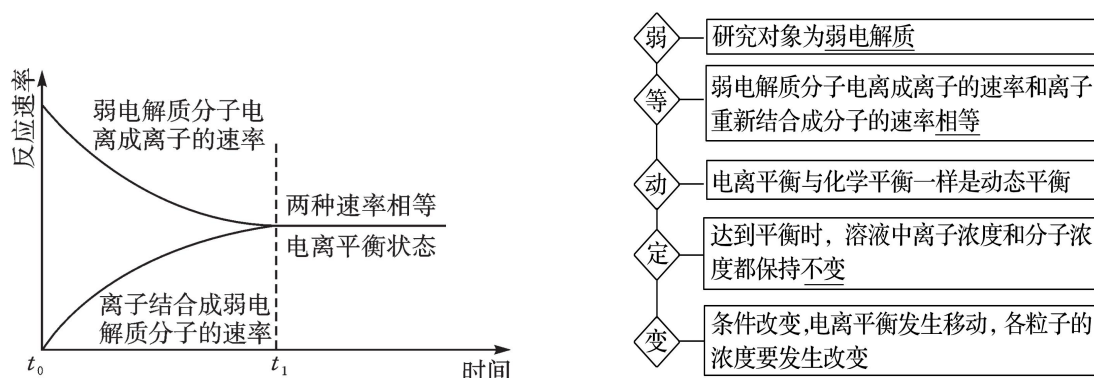 反应速率
弱电解质分子电
离成离子的速率
两种速率相等
电离平衡状态
离子结合成弱电
解质分子的速率
t₀
t₁
时间
弱
研究对象为弱电解质
等
弱电解质分子电离成离子的速率和离子
重新结合成分子的速率相等
动
电离平衡与化学平衡一样是动态平衡
定
达到平衡时，溶液中离子浓度和分子浓
度都保持不变
变
条件改变,电离平衡发生移动，各粒子的
浓度要发生改变